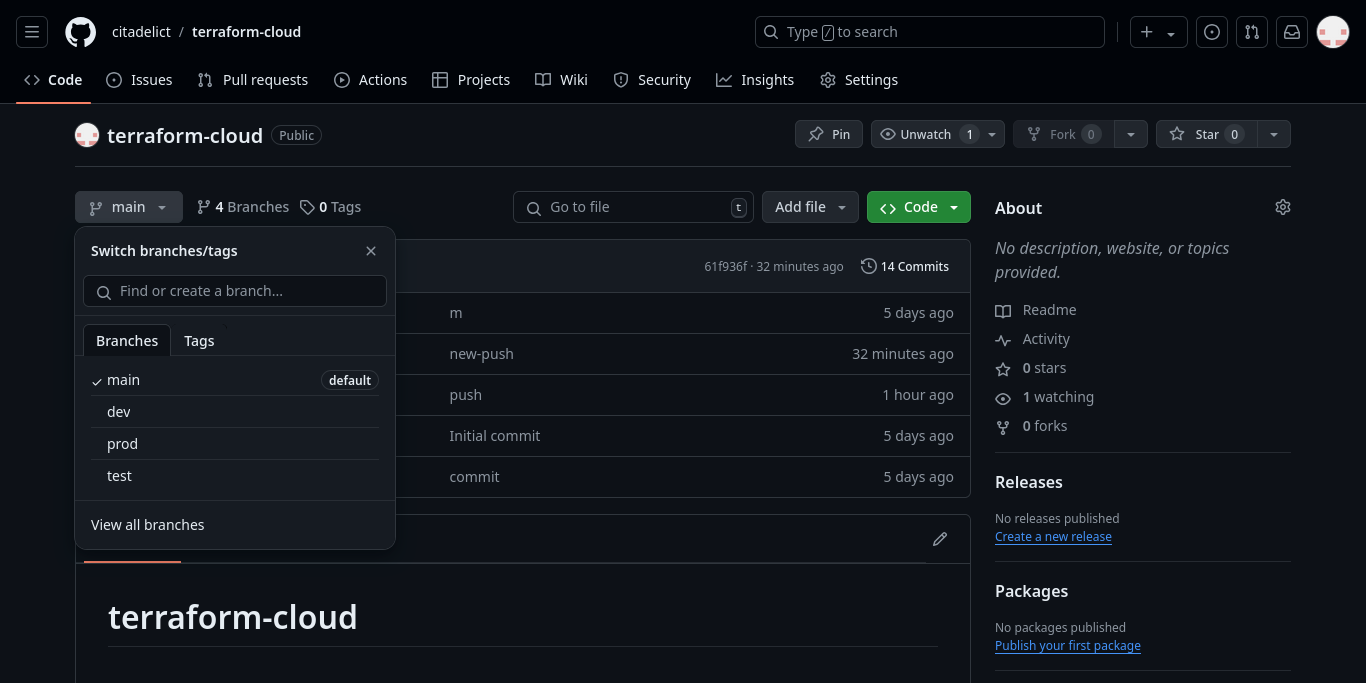 citadelict / terraform-cloud
Type / to search
Code Issues Pull requests Actions Projects Wiki Security Insights Settings
terraform-cloud Public
Pin Unwatch 1 Fork 0 Star 0
main 4 Branches 0 Tags Go to file t Add file Code
Switch branches/tags
Find or create a branch...
Branches Tags
main default
dev
prod
test
View all branches
61f936f · 32 minutes ago 14 Commits
m 5 days ago
new-push 32 minutes ago
push 1 hour ago
Initial commit 5 days ago
commit 5 days ago
terraform-cloud
About
No description, website, or topics
provided.
Readme
Activity
0 stars
1 watching
0 forks
Releases
No releases published
Create a new release
Packages
No packages published
Publish your first package